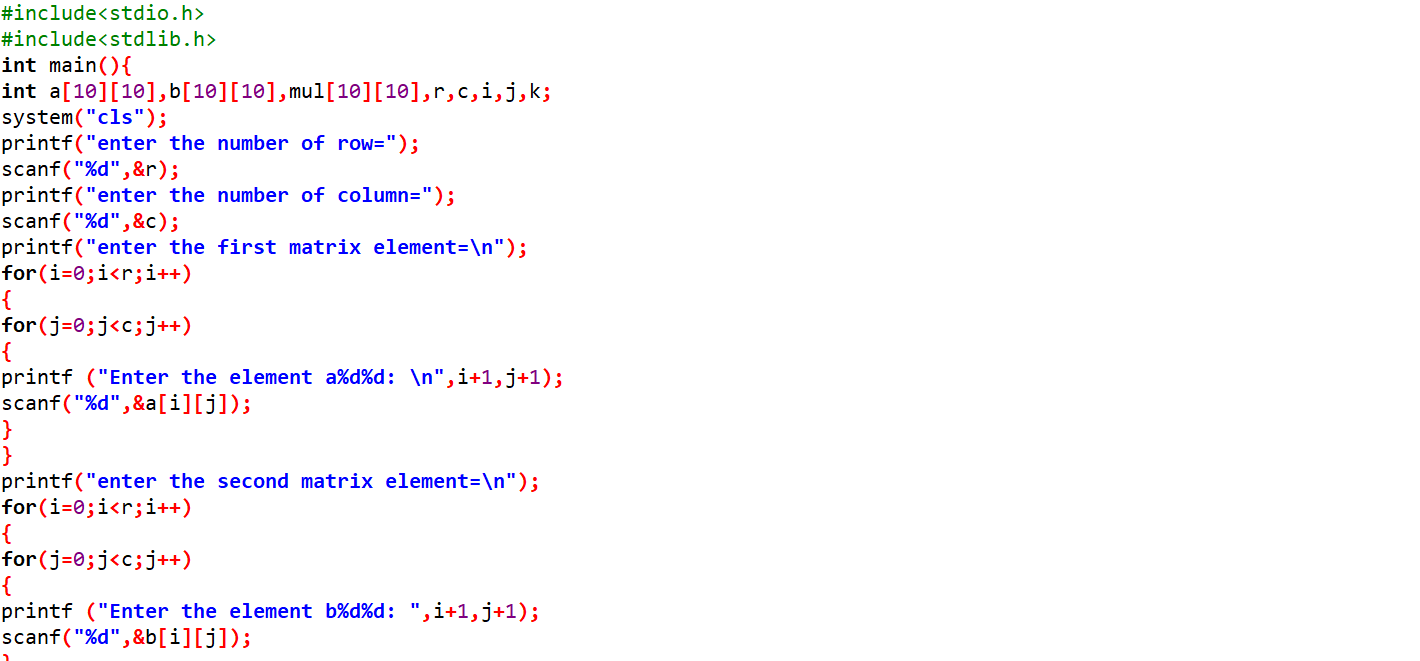 #include<stdio.h>
#include<stdlib.h>
int main(){
int a[10][10],b[10][10],mul[10][10],r,c,i,j,k;
system("cls");
printf("enter the number of row=");
scanf("%d",&r);
printf("enter the number of column=");
scanf("%d",&c);
printf("enter the first matrix element=\n");
for(i=0;i<r;i++)
{
for(j=0;j<c;j++)
{
printf ("Enter the element a%d%d: \n",i+1,j+1);
scanf("%d",&a[i][j]);
}
}
printf("enter the second matrix element=\n");
for(i=0;i<r;i++)
{
for(j=0;j<c;j++)
{
printf ("Enter the element b%d%d: ",i+1,j+1);
scanf("%d",&b[i][j]);
}